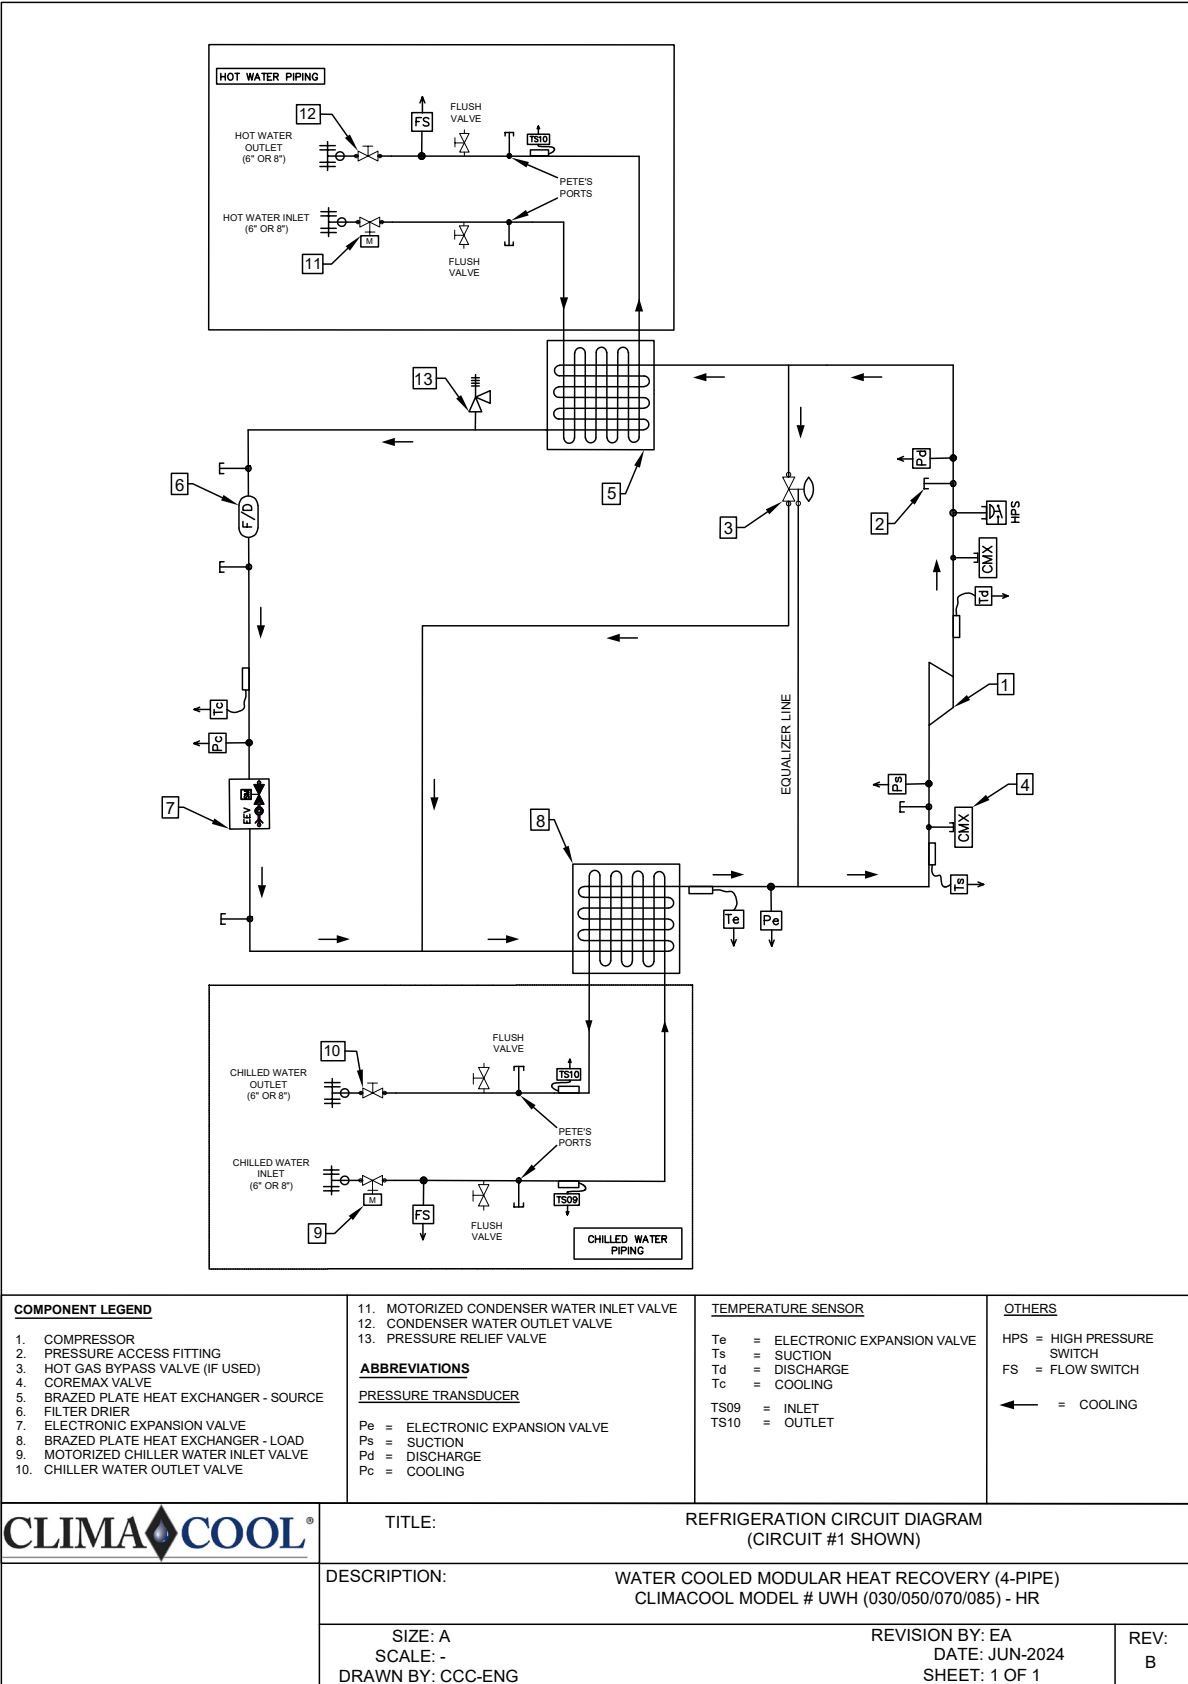 HOT WATER PIPING
12
FS
FLUSH
VALVE
TS10
HOT WATER
OUTLET
(6" OR 8")
PETE'S
PORTS
HOT WATER INLET
(6" OR 8")
M
11
FLUSH
VALVE
13
5
6
F/D
3
Pd
2
HPS
CMX
Td
Tc
Pc
EQUALIZER LINE
1
7
EEV
M
Ps
4
CMX
8
Te
Pe
Ts
10
FLUSH
VALVE
CHILLED WATER
OUTLET
(6" OR 8")
TS10
PETE'S
PORTS
CHILLED WATER
INLET
(6" OR 8")
M
9
FS
FLUSH
VALVE
TS09
CHILLED WATER
PIPING
COMPONENT LEGEND
1. COMPRESSOR
2. PRESSURE ACCESS FITTING
3. HOT GAS BYPASS VALVE (IF USED)
4. COREMAX VALVE
5. BRAZED PLATE HEAT EXCHANGER - SOURCE
6. FILTER DRIER
7. ELECTRONIC EXPANSION VALVE
8. BRAZED PLATE HEAT EXCHANGER - LOAD
9. MOTORIZED CHILLER WATER INLET VALVE
10. CHILLER WATER OUTLET VALVE
11. MOTORIZED CONDENSER WATER INLET VALVE
12. CONDENSER WATER OUTLET VALVE
13. PRESSURE RELIEF VALVE
ABBREVIATIONS
PRESSURE TRANSDUCER
Pe = ELECTRONIC EXPANSION VALVE
Ps = SUCTION
Pd = DISCHARGE
Pc = COOLING
TEMPERATURE SENSOR
Te = ELECTRONIC EXPANSION VALVE
Ts = SUCTION
Td = DISCHARGE
Tc = COOLING
TS09 = INLET
TS10 = OUTLET
OTHERS
HPS = HIGH PRESSURE
SWITCH
FS = FLOW SWITCH
= COOLING
CLIMACOOL®
TITLE:
REFRIGERATION CIRCUIT DIAGRAM
(CIRCUIT #1 SHOWN)
DESCRIPTION:
WATER COOLED MODULAR HEAT RECOVERY (4-PIPE)
CLIMACOOL MODEL # UWH (030/050/070/085) - HR
SIZE: A
SCALE: -
DRAWN BY: CCC-ENG
REVISION BY: EA
DATE: JUN-2024
SHEET: 1 OF 1
REV:
B